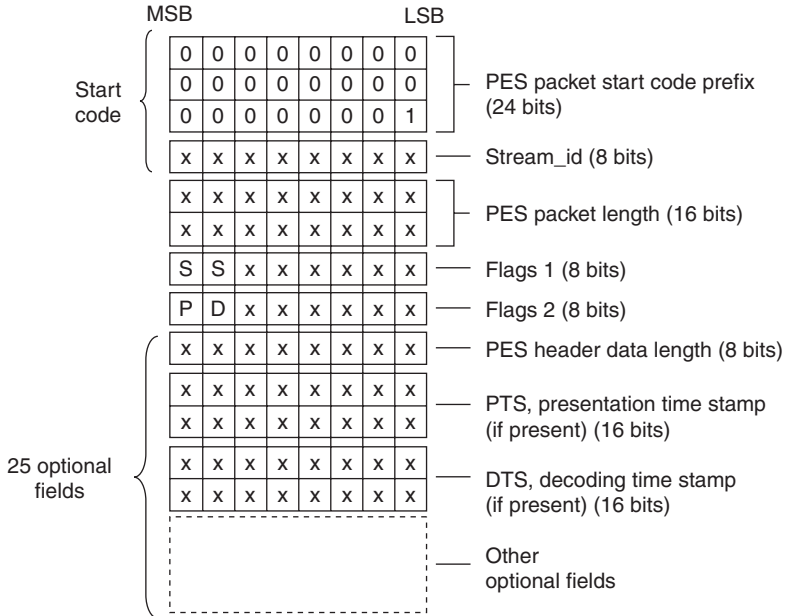 MSB LSB
Start
code
0 0 0 0 0 0 0 0
0 0 0 0 0 0 0 0
0 0 0 0 0 0 0 1
PES packet start code prefix
(24 bits)
x x x x x x x x
Stream_id (8 bits)
x x x x x x x x
x x x x x x x x
PES packet length (16 bits)
S S x x x x x x
Flags 1 (8 bits)
P D x x x x x x
Flags 2 (8 bits)
25 optional
fields
x x x x x x x x
PES header data length (8 bits)
x x x x x x x x
x x x x x x x x
PTS, presentation time stamp
(if present) (16 bits)
x x x x x x x x
x x x x x x x x
DTS, decoding time stamp
(if present) (16 bits)
Other
optional fields